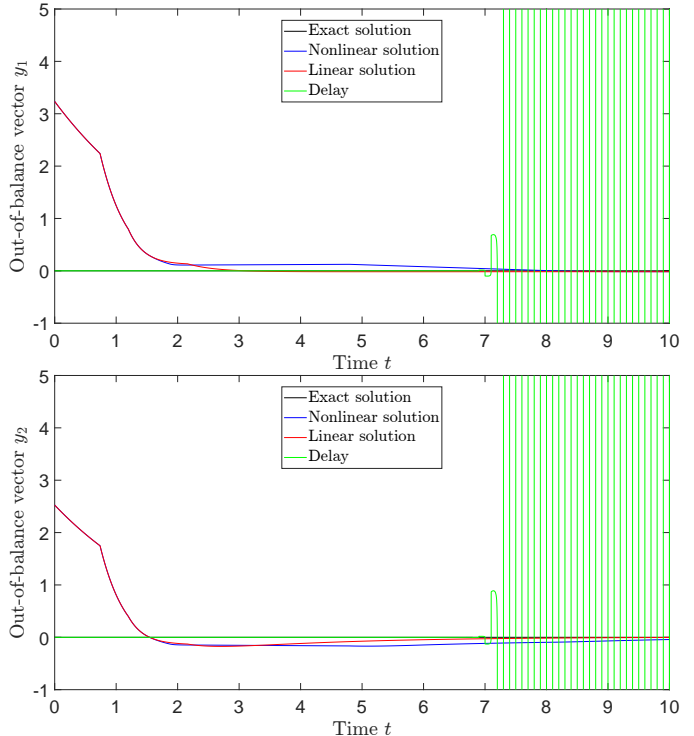 5
4
3
2
1
0
-1
Out-of-balance vector y1
Exact solution
Nonlinear solution
Linear solution
Delay
0 1 2 3 4 5 6 7 8 9 10
Time t
5
4
3
2
1
0
-1
Out-of-balance vector y2
Exact solution
Nonlinear solution
Linear solution
Delay
0 1 2 3 4 5 6 7 8 9 10
Time t